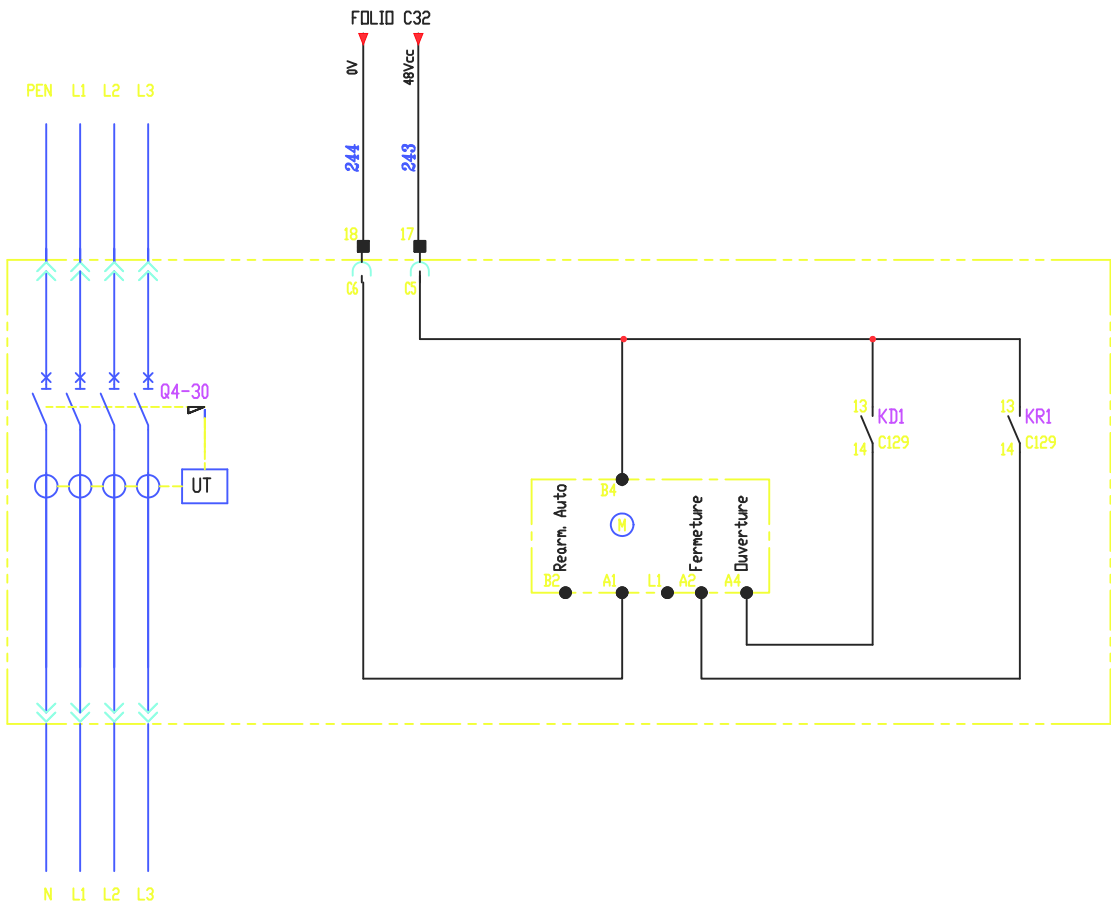 FOLIO C32
0V
48Vcc
PEN L1 L2 L3
244
243
18
17
C6
C5
Q4-30
13
KD1
14
C129
13
KR1
14
C129
UT
B4
Rearm. Auto
M
Fermeture
Ouverture
B2
A1
L1
A2
A4
N L1 L2 L3